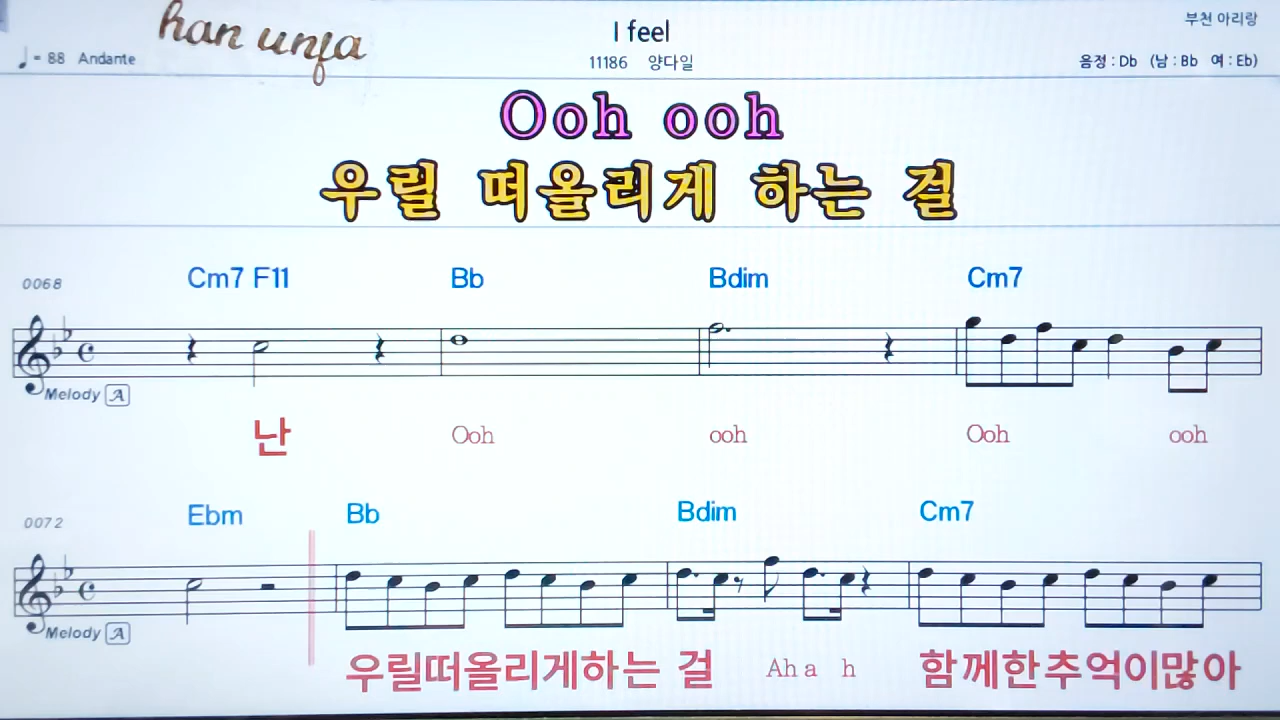 han unja
I feel
부천 아리랑
♩= 88 Andante
11186 양다일
음정 : Db (남 : Bb 여 : Eb)
Ooh ooh
우릴 떠올리게 하는 걸
0068 Cm7 F11 Bb Bdim Cm7
Melody A
난 Ooh ooh Ooh ooh
0072 Ebm Bb Bdim Cm7
Melody A
우릴떠올리게하는 걸 Ah a h 함께한추억이많아